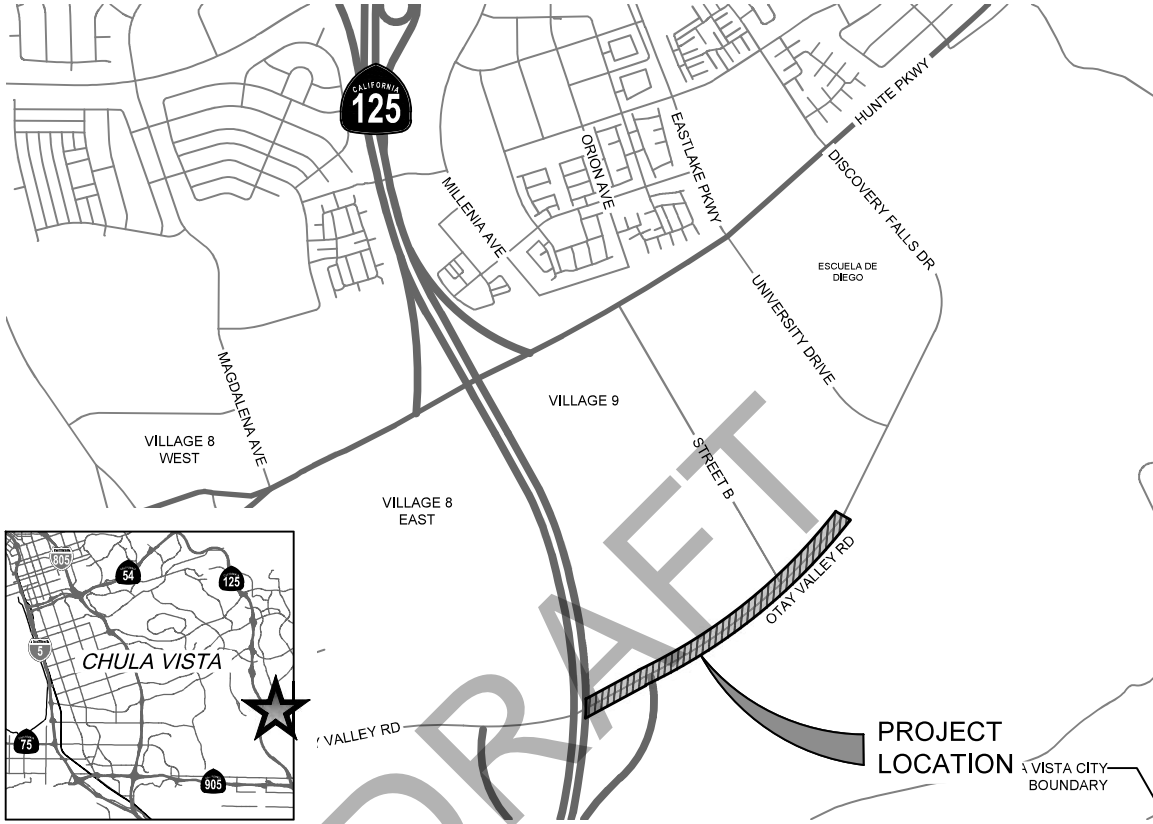 CALIFORNIA
125
HUNTE PKWY
EASTLAKE PKWY
ORION AVE
DISCOVERY FALLS DR
MILLENIA AVE
ESCUELA DE
DIEGO
UNIVERSITY DRIVE
MAGDALENA AVE
VILLAGE 9
VILLAGE 8
WEST
STREET B
VILLAGE 8
EAST
OTAY VALLEY RD
805
54
125
5
CHULA VISTA
75
905
Y VALLEY RD
PROJECT
LOCATION
A VISTA CITY
BOUNDARY
DRAFT